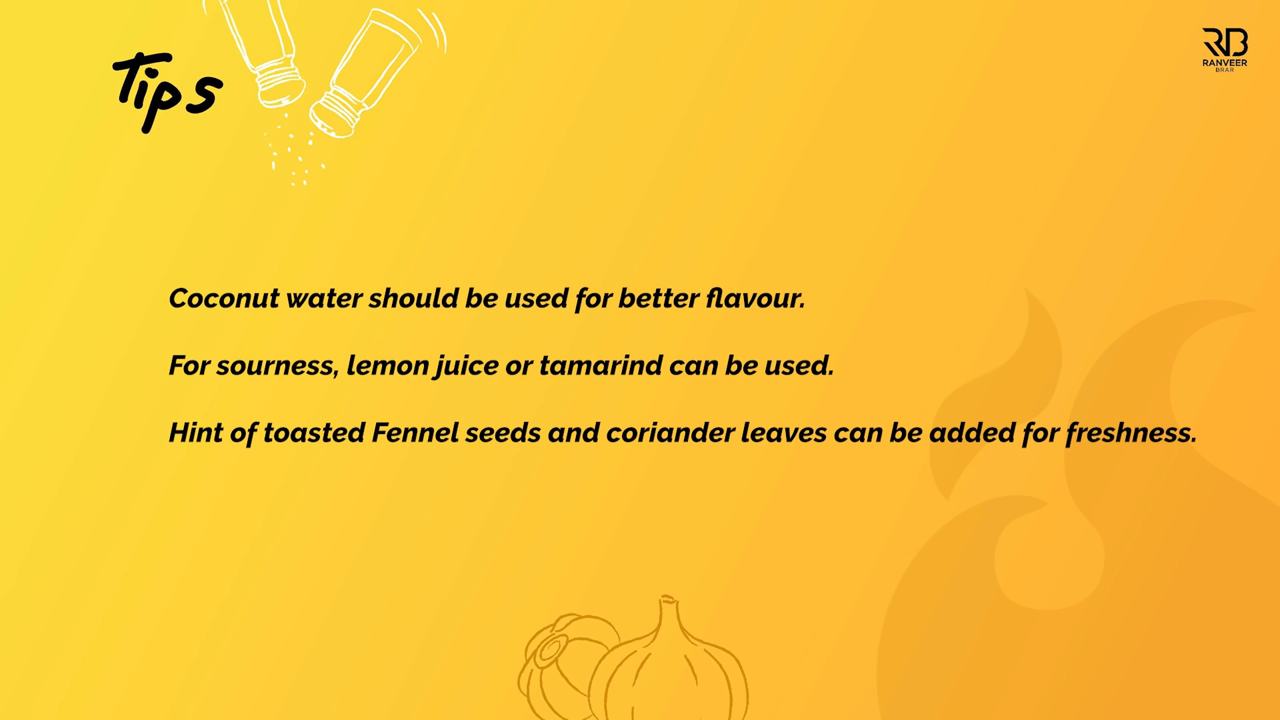 Tips
RB
RANVEER
BRAR
Coconut water should be used for better flavour.
For sourness, lemon juice or tamarind can be used.
Hint of toasted Fennel seeds and coriander leaves can be added for freshness.